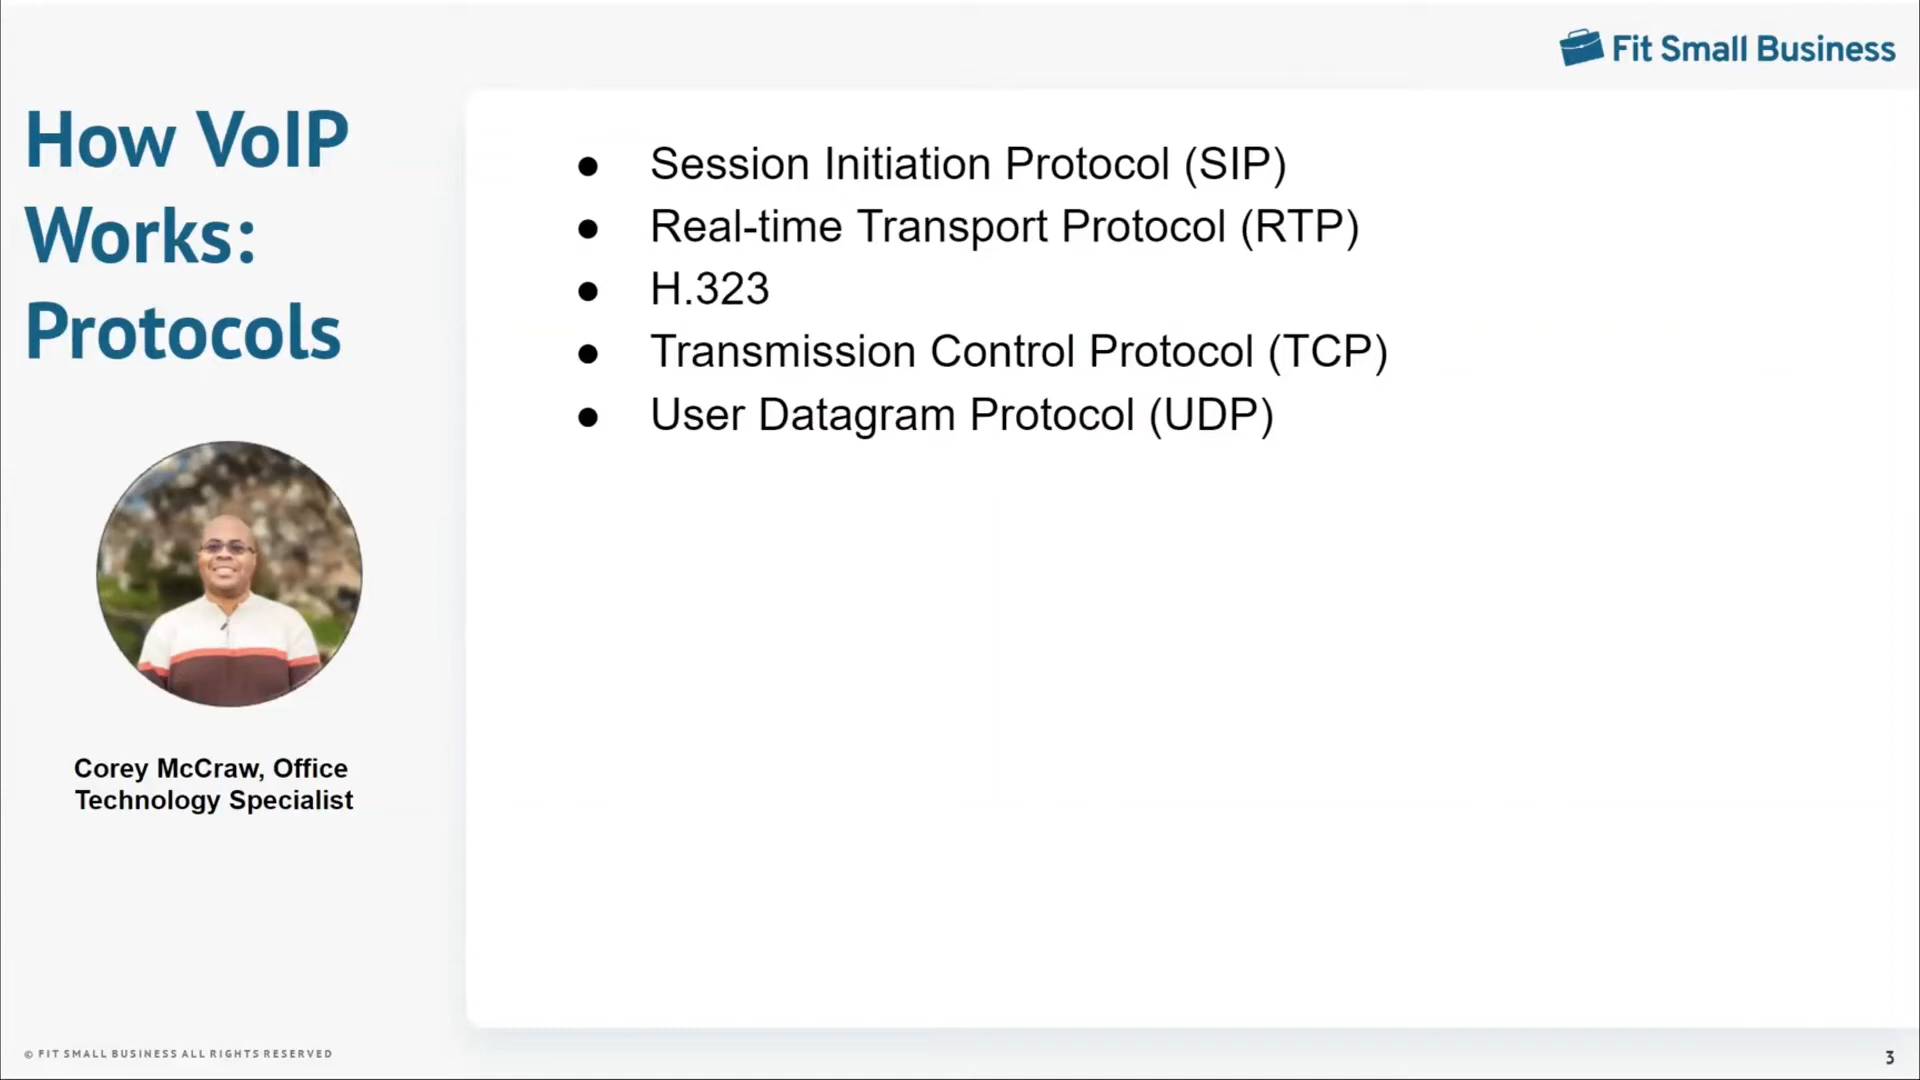 Fit Small Business
How VoIP
Works:
Protocols
● Session Initiation Protocol (SIP)
● Real-time Transport Protocol (RTP)
● H.323
● Transmission Control Protocol (TCP)
● User Datagram Protocol (UDP)
Corey McCraw, Office
Technology Specialist
© FIT SMALL BUSINESS ALL RIGHTS RESERVED
3